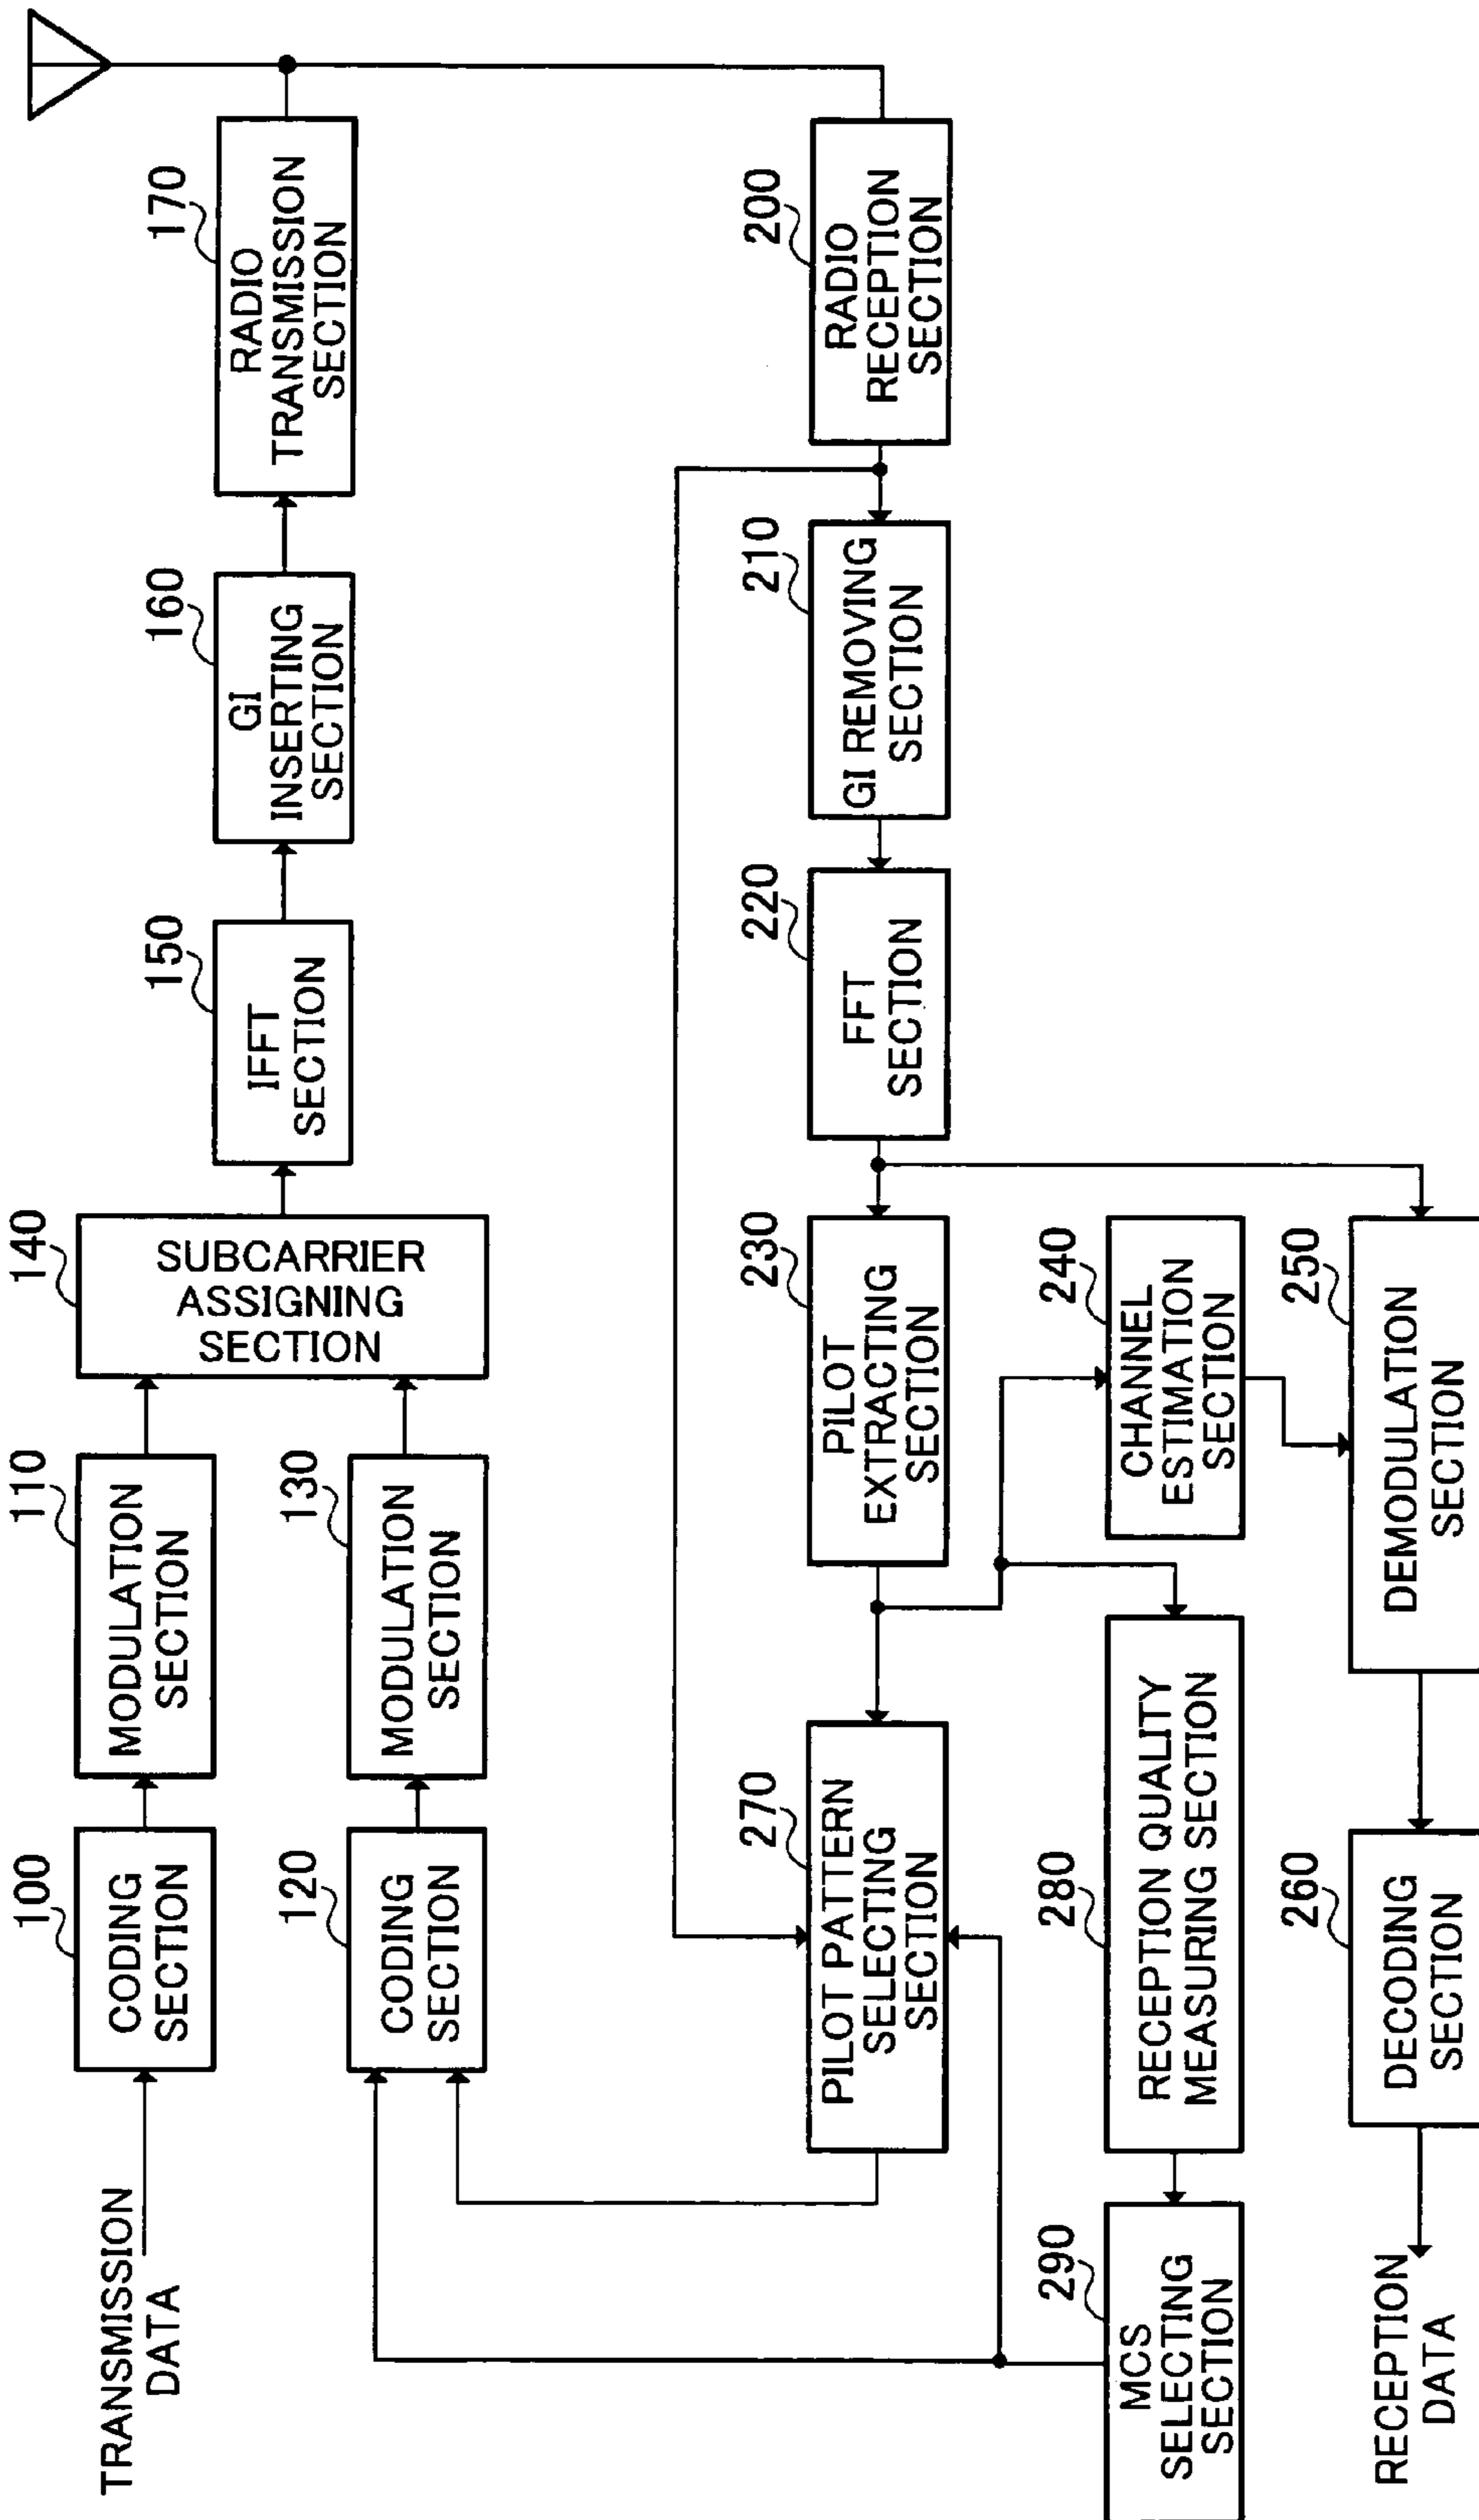 TRANSMISSION
DATA
100
CODING
SECTION
110
MODULATION
SECTION
120
CODING
SECTION
130
MODULATION
SECTION
140
SUBCARRIER
ASSIGNING
SECTION
150
IFFT
SECTION
160
GI
INSERTING
SECTION
170
RADIO
TRANSMISSION
SECTION
200
RADIO
RECEPTION
SECTION
210
GI REMOVING
SECTION
220
FFT
SECTION
230
PILOT
EXTRACTING
SECTION
240
CHANNEL
ESTIMATION
SECTION
250
DEMODULATION
SECTION
260
DECODING
SECTION
270
PILOT PATTERN
SELECTING
SECTION
280
RECEPTION QUALITY
MEASURING SECTION
290
MCS
SELECTING
SECTION
RECEPTION
DATA